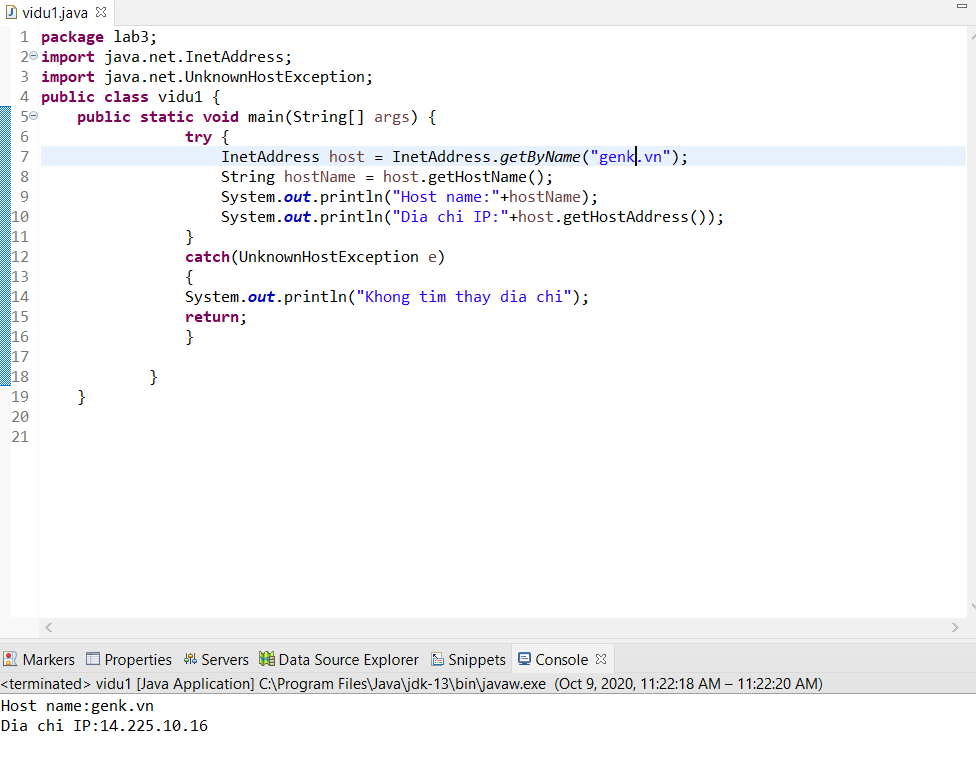 vidu1.java
1 package lab3;
2 import java.net.InetAddress;
3 import java.net.UnknownHostException;
4 public class vidu1 {
5 public static void main(String[] args) {
6 try {
7 InetAddress host = InetAddress.getByName("genk.vn");
8 String hostName = host.getHostName();
9 System.out.println("Host name:"+hostName);
10 System.out.println("Dia chi IP:"+host.getHostAddress());
11 }
12 catch(UnknownHostException e)
13 {
14 System.out.println("Khong tim thay dia chi");
15 return;
16 }
17
18 }
19 }
20
21
Markers Properties Servers Data Source Explorer Snippets Console
<terminated> vidu1 [Java Application] C:\Program Files\Java\jdk-13\bin\javaw.exe (Oct 9, 2020, 11:22:18 AM – 11:22:20 AM)
Host name:genk.vn
Dia chi IP:14.225.10.16